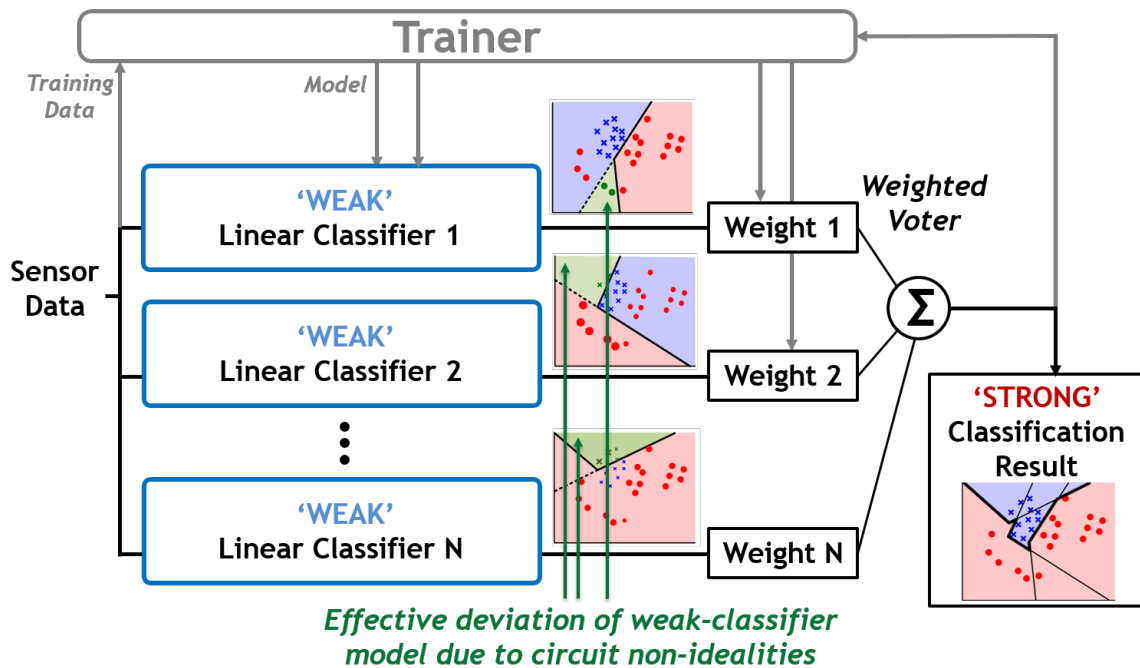 Trainer
Training
Data
Model
Sensor
Data
‘WEAK’
Linear Classifier 1
Weight 1
Weighted
Voter
Σ
‘WEAK’
Linear Classifier 2
Weight 2
‘WEAK’
Linear Classifier N
Weight N
‘STRONG’
Classification
Result
Effective deviation of weak-classifier
model due to circuit non-idealities